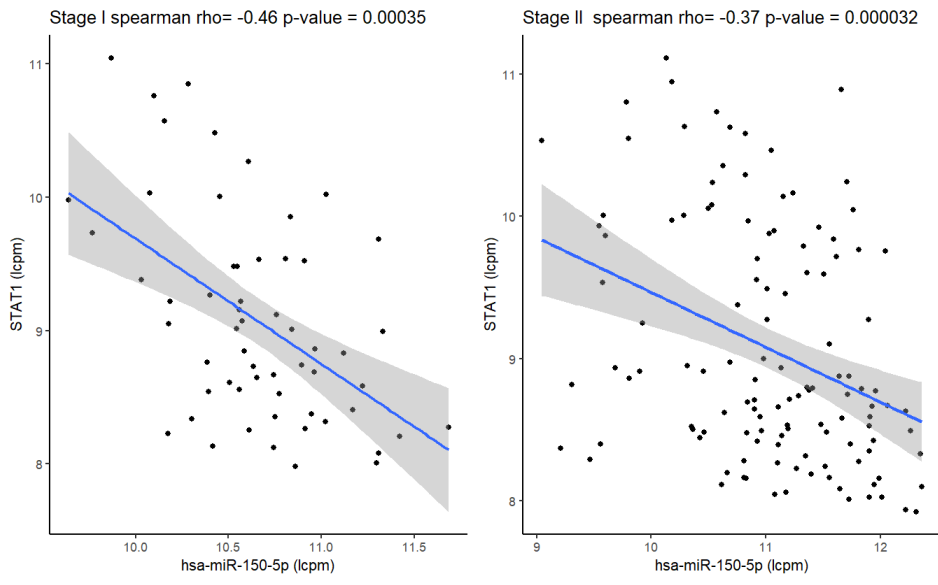 Stage I spearman rho= -0.46 p-value = 0.00035
11
10
9
8
STAT1 (lcpm)
10.0 10.5 11.0 11.5
hsa-miR-150-5p (lcpm)
Stage II  spearman rho= -0.37 p-value = 0.000032
11
10
9
8
STAT1 (lcpm)
9 10 11 12
hsa-miR-150-5p (lcpm)